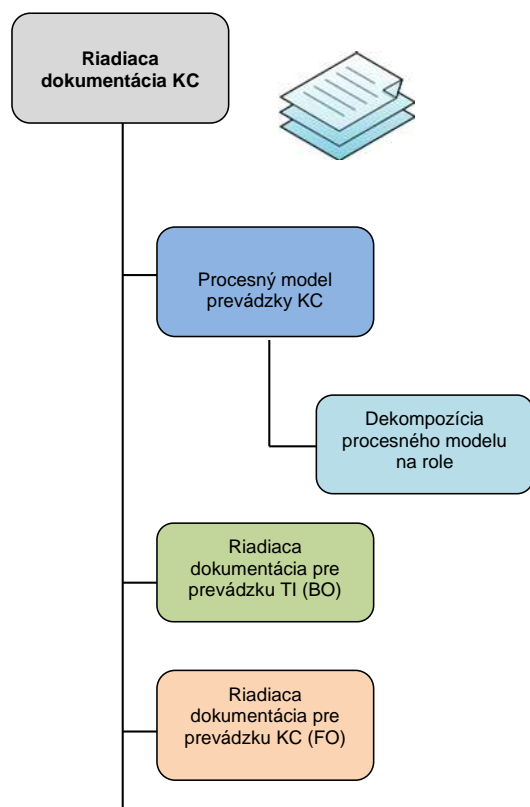 Riadiaca
dokumentácia KC
Procesný model
prevádzky KC
Dekompozícia
procesného modelu
na role
Riadiaca
dokumentácia pre
prevádzku TI (BO)
Riadiaca
dokumentácia pre
prevádzku KC (FO)